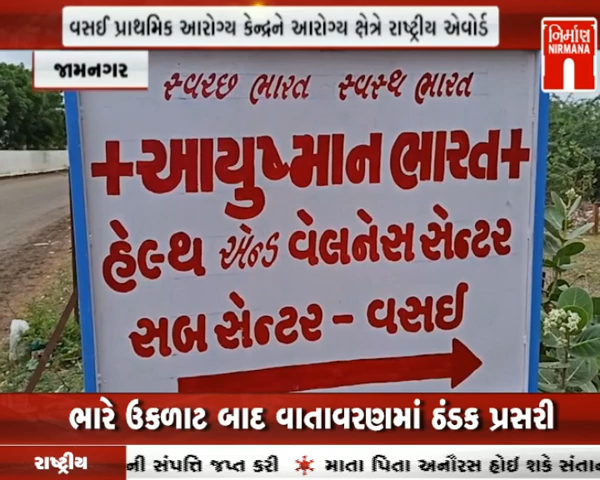 વસઈ પ્રાથમિક આરોગ્ય કેન્દ્રને આરોગ્ય ક્ષેત્રે રાષ્ટ્રીય એવોર્ડ
નિર્માણ
NIRMANA
જામનગર
સ્વચ્છ ભારત સ્વસ્થ ભારત
+આયુષ્માન ભારત+
હેલ્થ એન્ડ વેલનેસ સેન્ટર
સબ સેન્ટર - વસઈ
ભારે ઉકળાટ બાદ વાતાવરણમાં ઠંડક પ્રસરી
રાષ્ટ્રીય
ની સંપત્તિ જપ્ત કરી માતા પિતા અનૌરસ હોઈ શકે સંતા